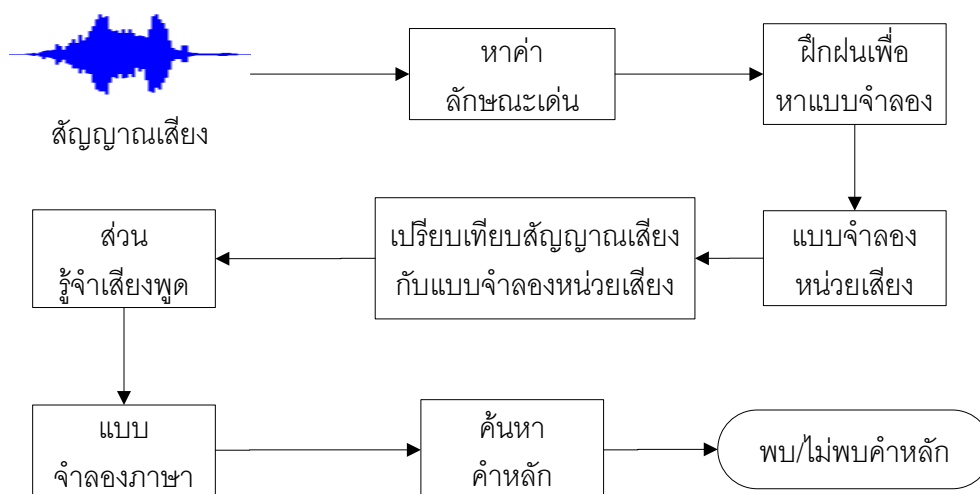 สัญญาณเสียง
หาค่า
ลักษณะเด่น
ฝึกฝนเพื่อ
หาแบบจำลอง
แบบจำลอง
หน่วยเสียง
เปรียบเทียบสัญญาณเสียง
กับแบบจำลองหน่วยเสียง
ส่วน
รู้จำเสียงพูด
แบบ
จำลองภาษา
ค้นหา
คำหลัก
พบ/ไม่พบคำหลัก